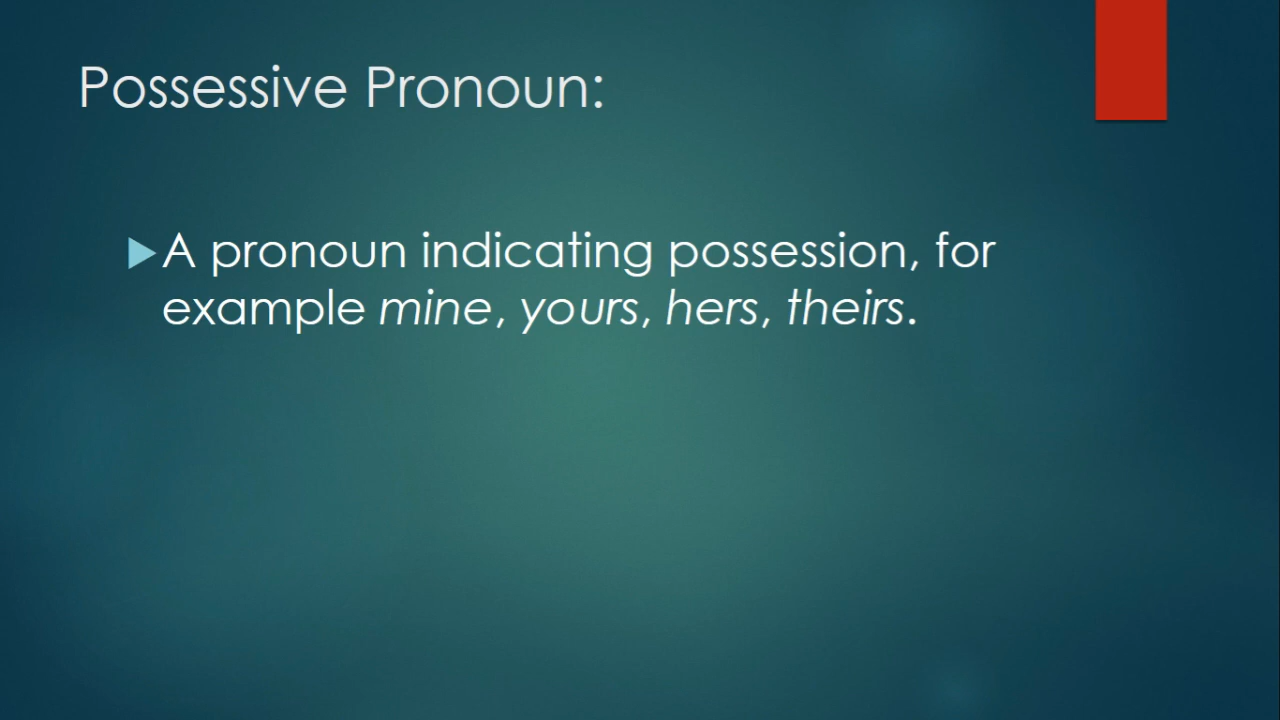 Possessive Pronoun:
A pronoun indicating possession, for
example mine, yours, hers, theirs.